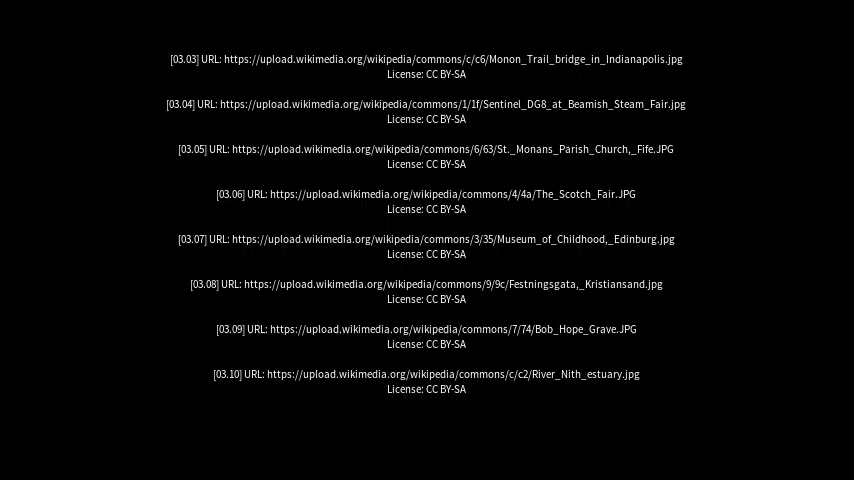 [03.03] URL: https://upload.wikimedia.org/wikipedia/commons/c/c6/Monon_Trail_bridge_in_Indianapolis.jpg
License: CC BY-SA
[03.04] URL: https://upload.wikimedia.org/wikipedia/commons/1/1f/Sentinel_DG8_at_Beamish_Steam_Fair.jpg
License: CC BY-SA
[03.05] URL: https://upload.wikimedia.org/wikipedia/commons/6/63/St._Monans_Parish_Church,_Fife.JPG
License: CC BY-SA
[03.06] URL: https://upload.wikimedia.org/wikipedia/commons/4/4a/The_Scotch_Fair.JPG
License: CC BY-SA
[03.07] URL: https://upload.wikimedia.org/wikipedia/commons/3/35/Museum_of_Childhood,_Edinburg.jpg
License: CC BY-SA
[03.08] URL: https://upload.wikimedia.org/wikipedia/commons/9/9c/Festningsgata,_Kristiansand.jpg
License: CC BY-SA
[03.09] URL: https://upload.wikimedia.org/wikipedia/commons/7/74/Bob_Hope_Grave.JPG
License: CC BY-SA
[03.10] URL: https://upload.wikimedia.org/wikipedia/commons/c/c2/River_Nith_estuary.jpg
License: CC BY-SA